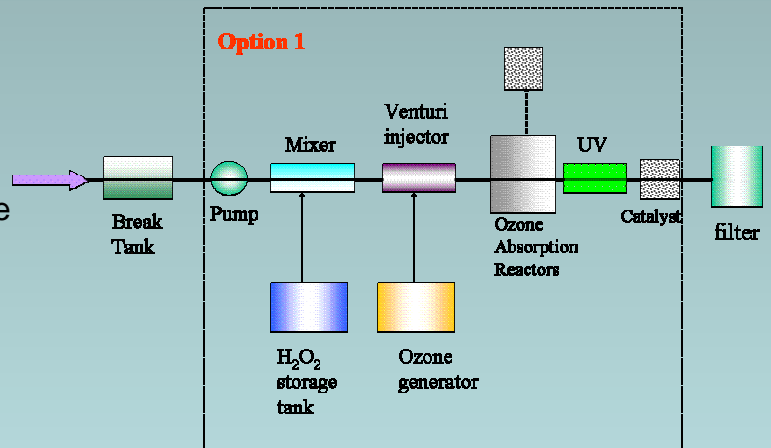 Option 1
Venturi
injector
Mixer
UV
e
Break
Tank
Pump
Ozone
Absorption
Reactors
Catalyst
filter
H₂O₂
storage
tank
Ozone
generator